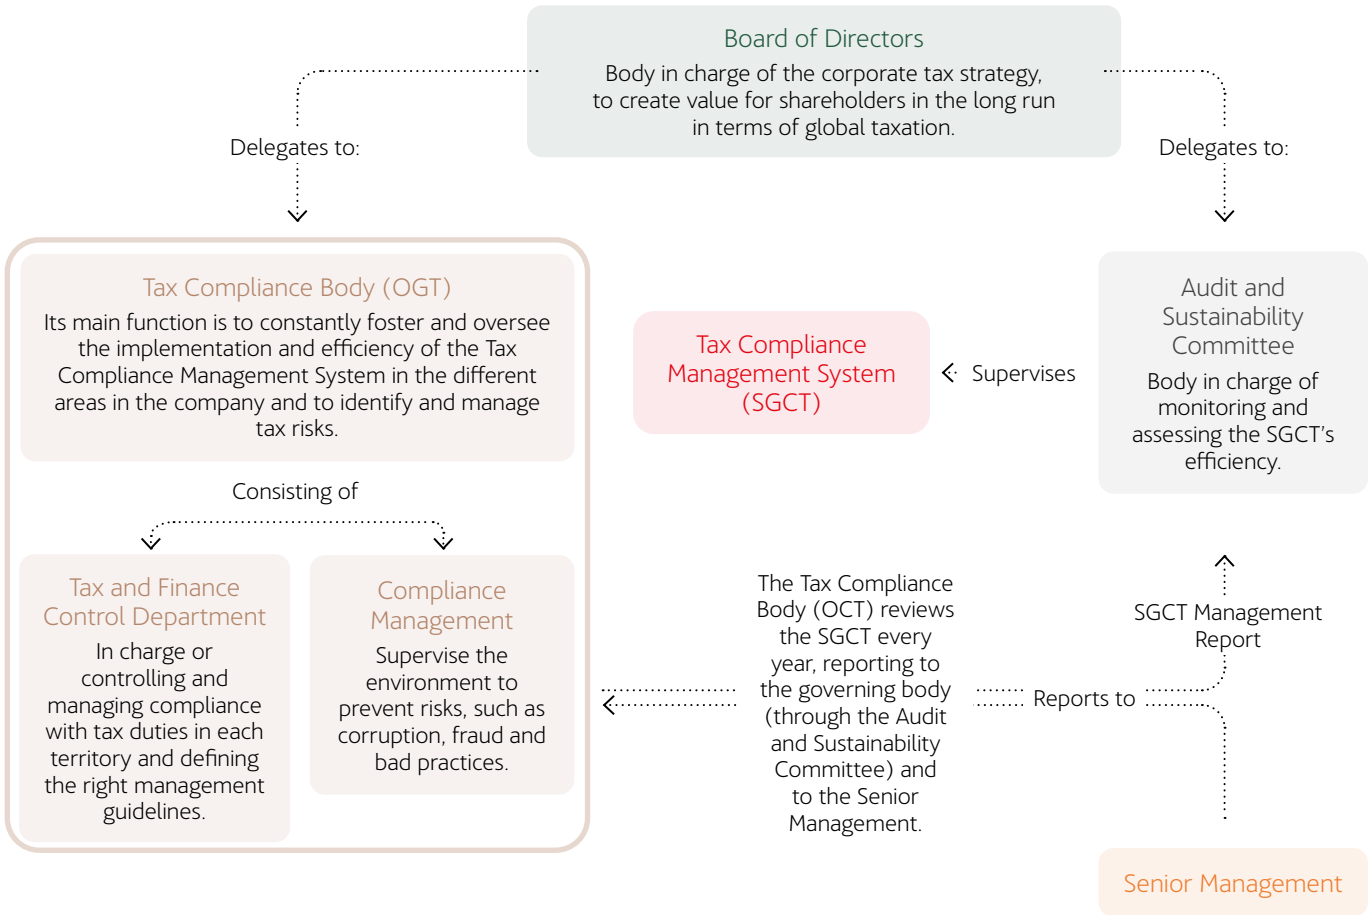 Board of Directors
Body in charge of the corporate tax strategy,
to create value for shareholders in the long run
in terms of global taxation.
Delegates to:
Delegates to:
Tax Compliance Body (OGT)
Its main function is to constantly foster and oversee
the implementation and efficiency of the Tax
Compliance Management System in the different
areas in the company and to identify and manage
tax risks.
Tax Compliance
Management System
(SGCT)
Supervises
Audit and
Sustainability
Committee
Body in charge of
monitoring and
assessing the SGCT's
efficiency.
Consisting of
Tax and Finance
Control Department
In charge or
controlling and
managing compliance
with tax duties in each
territory and defining
the right management
guidelines.
Compliance
Management
Supervise the
environment to
prevent risks, such as
corruption, fraud and
bad practices.
The Tax Compliance
Body (OCT) reviews
the SGCT every
year, reporting to
the governing body
(through the Audit
and Sustainability
Committee) and
to the Senior
Management.
Reports to
SGCT Management
Report
Senior Management